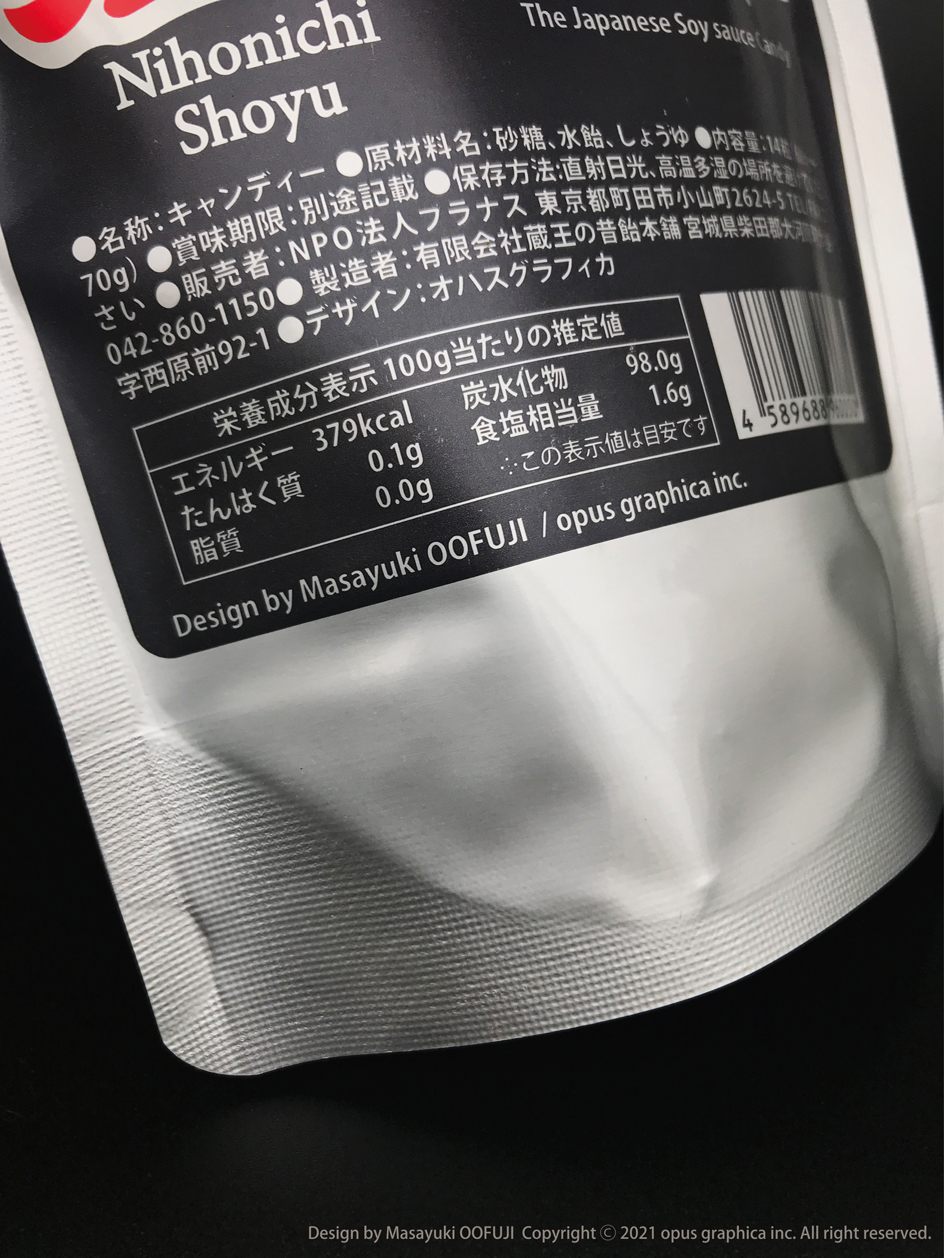 The Japanese Soy sauce Candy
Nihonichi
Shoyu
●名称：キャンディー ●原材料名：砂糖、水飴、しょうゆ ●内容量：14粒
70g） ●賞味期限：別途記載 ●保存方法：直射日光、高温多湿の場所を避け
さい ●販売者：NPO法人プラナス 東京都町田市小山町2624-5 TEL
042-860-1150● 製造者：有限会社蔵王の昔飴本舗 宮城県柴田郡大河原町
字西原前92-1 ●デザイン：オハスグラフィカ
栄養成分表示 100g当たりの推定値
エネルギー 379kcal 炭水化物 98.0g
たんはく質 0.1g 食塩相当量 1.6g
脂質 0.0g ※この表示値は目安です
4 589688
Design by Masayuki OOFUJI / opus graphica inc.
Design by Masayuki OOFUJI Copyright © 2021 opus graphica inc. All right reserved.